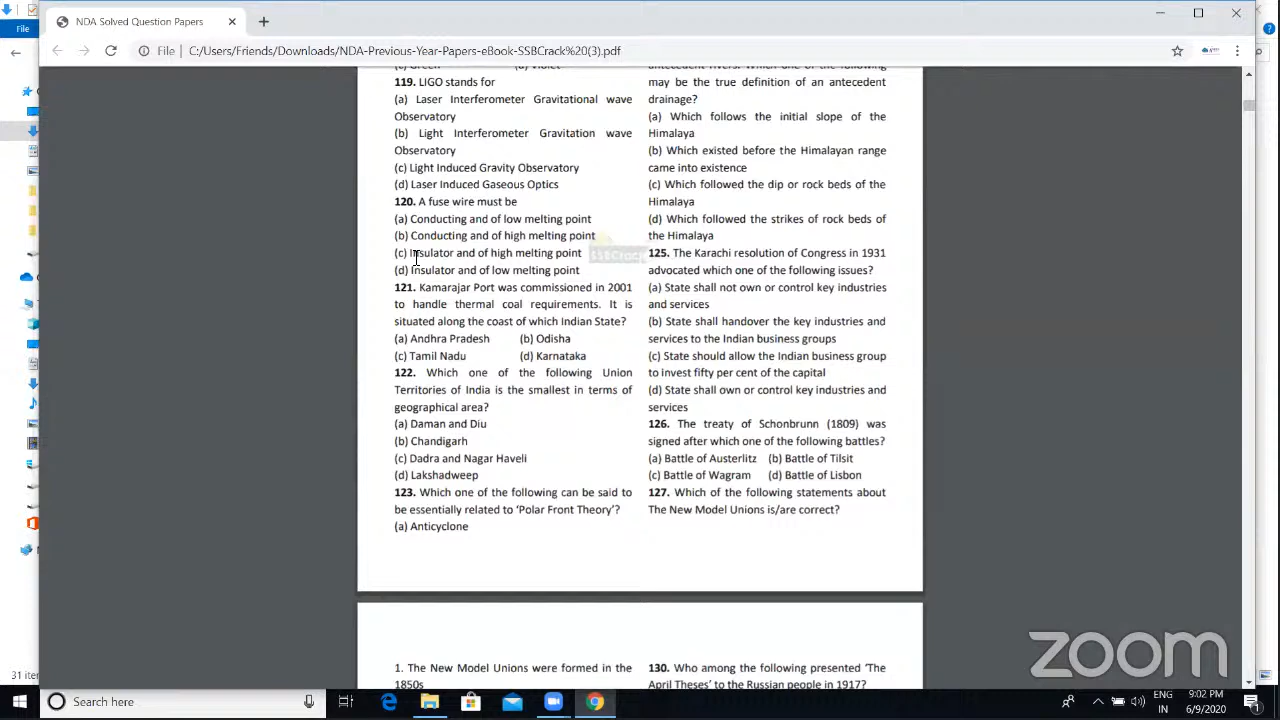 NDA Solved Question Papers
File | C:/Users/Friends/Downloads/NDA-Previous-Year-Papers-eBook-SSBCrack%20(3).pdf
119. LIGO stands for
(a) Laser Interferometer Gravitational wave
Observatory
(b) Light Interferometer Gravitation wave
Observatory
(c) Light Induced Gravity Observatory
(d) Laser Induced Gaseous Optics
120. A fuse wire must be
(a) Conducting and of low melting point
(b) Conducting and of high melting point
(c) Insulator and of high melting point
(d) Insulator and of low melting point
121. Kamarajar Port was commissioned in 2001
to handle thermal coal requirements. It is
situated along the coast of which Indian State?
(a) Andhra Pradesh (b) Odisha
(c) Tamil Nadu (d) Karnataka
122. Which one of the following Union
Territories of India is the smallest in terms of
geographical area?
(a) Daman and Diu
(b) Chandigarh
(c) Dadra and Nagar Haveli
(d) Lakshadweep
123. Which one of the following can be said to
be essentially related to ‘Polar Front Theory’?
(a) Anticyclone
antecedent rivers. Which one of the following
may be the true definition of an antecedent
drainage?
(a) Which follows the initial slope of the
Himalaya
(b) Which existed before the Himalayan range
came into existence
(c) Which followed the dip or rock beds of the
Himalaya
(d) Which followed the strikes of rock beds of
the Himalaya
SSBCrack
125. The Karachi resolution of Congress in 1931
advocated which one of the following issues?
(a) State shall not own or control key industries
and services
(b) State shall handover the key industries and
services to the Indian business groups
(c) State should allow the Indian business group
to invest fifty per cent of the capital
(d) State shall own or control key industries and
services
126. The treaty of Schonbrunn (1809) was
signed after which one of the following battles?
(a) Battle of Austerlitz (b) Battle of Tilsit
(c) Battle of Wagram (d) Battle of Lisbon
127. Which of the following statements about
The New Model Unions is/are correct?
1. The New Model Unions were formed in the
1850s
130. Who among the following presented ‘The
April Theses’ to the Russian people in 1917?
zoom
31 iter
Search here
ENG
IN
9:02 PM
6/9/2020